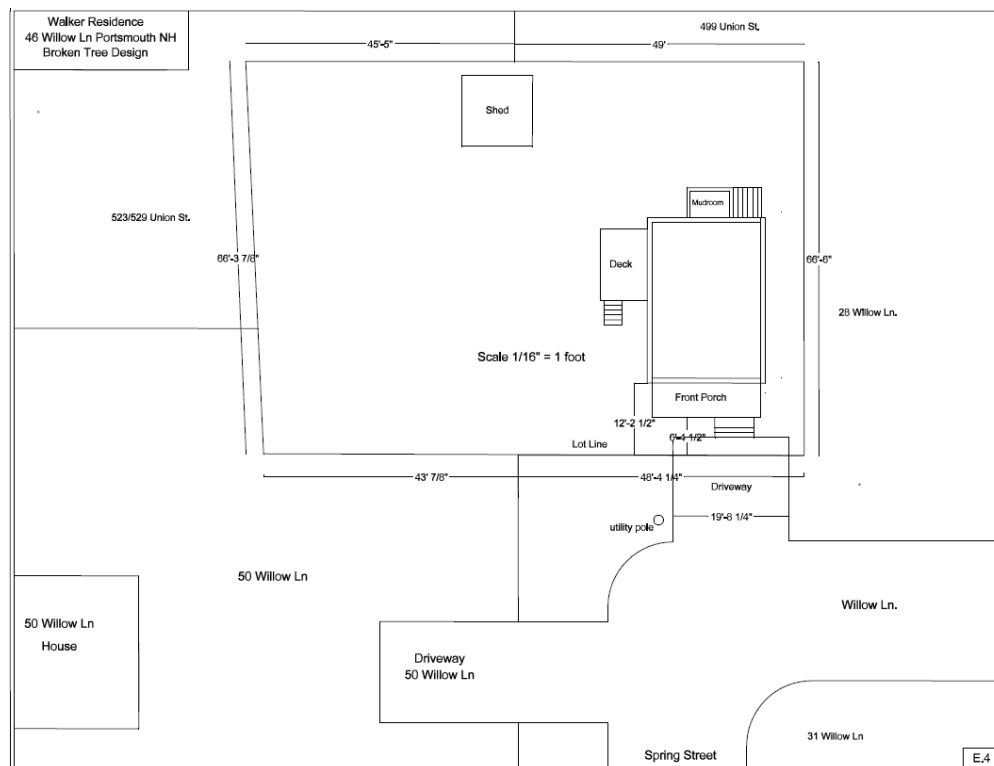 Walker Residence
46 Willow Ln Portsmouth NH
Broken Tree Design
499 Union St.
45'-5"
49'
Shed
Mudroom
523/529 Union St.
66'-3 7/8"
Deck
66'-6"
28 Willow Ln.
Scale 1/16" = 1 foot
Front Porch
12'-2 1/2"
6'-4 1/2"
Lot Line
43' 7/8"
48'-4 1/4"
Driveway
19'-8 1/4"
utility pole
50 Willow Ln
Willow Ln.
50 Willow Ln
House
Driveway
50 Willow Ln
31 Willow Ln
Spring Street
E.4